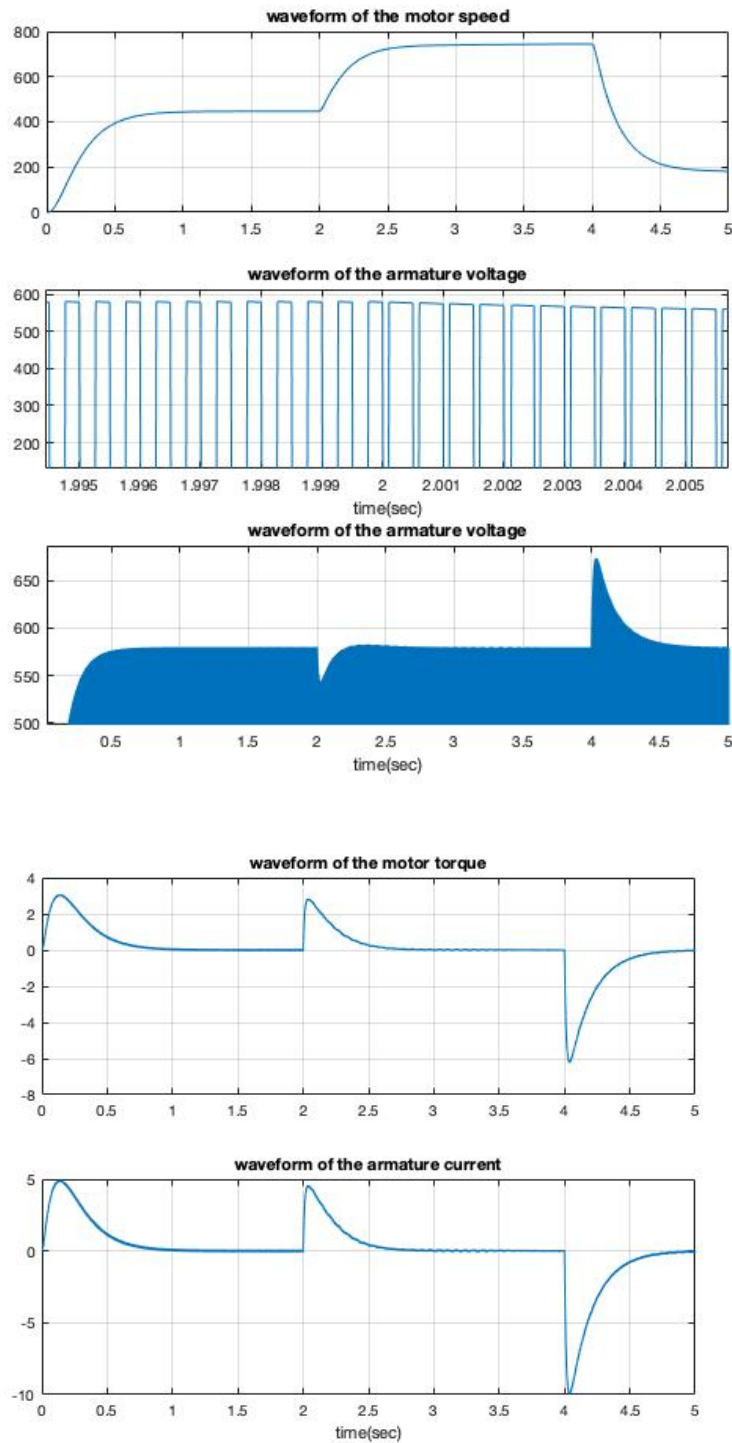 waveform of the motor speed
800
600
400
200
0
0 0.5 1 1.5 2 2.5 3 3.5 4 4.5 5
waveform of the armature voltage
600
500
400
300
200
1.995 1.996 1.997 1.998 1.999 2 2.001 2.002 2.003 2.004 2.005
time(sec)
waveform of the armature voltage
650
600
550
500
0.5 1 1.5 2 2.5 3 3.5 4 4.5 5
time(sec)
waveform of the motor torque
4
2
0
-2
-4
-6
-8
0 0.5 1 1.5 2 2.5 3 3.5 4 4.5 5
waveform of the armature current
5
0
-5
-10
0 0.5 1 1.5 2 2.5 3 3.5 4 4.5 5
time(sec)